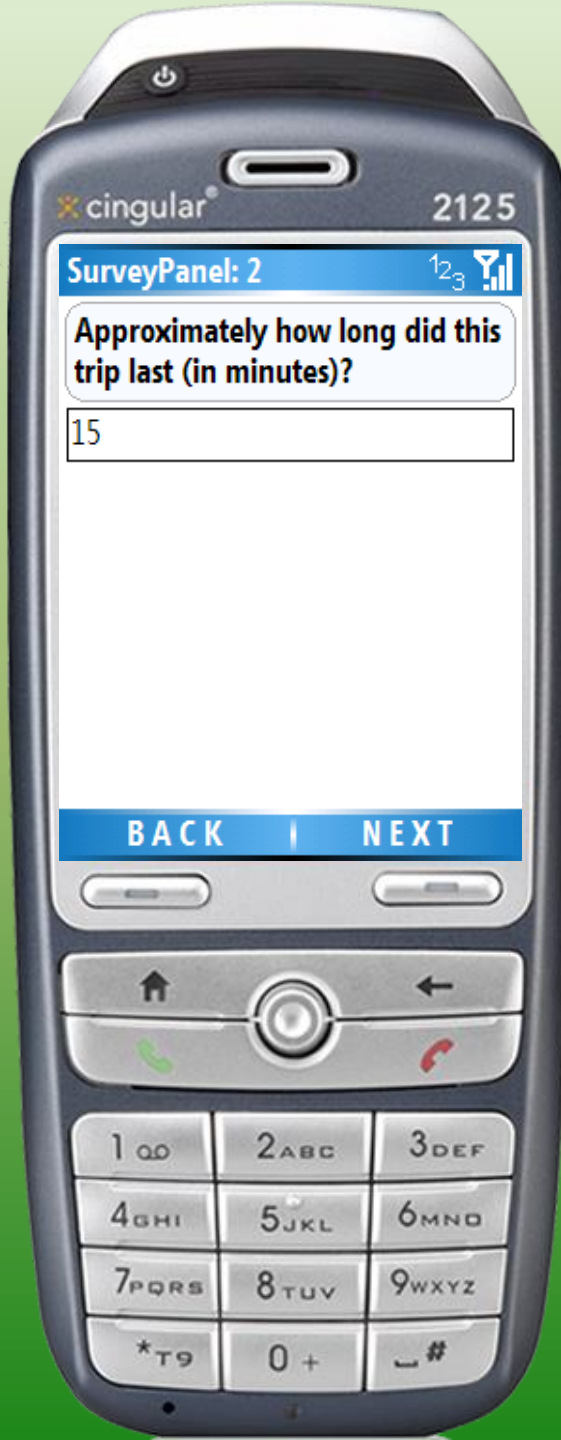 cingular® 2125
SurveyPanel: 2 123
Approximately how long did this
trip last (in minutes)?
15
BACK NEXT
1 2ABC 3DEF
4GHI 5JKL 6MNO
7PQRS 8TUV 9WXYZ
*T9 0 + #